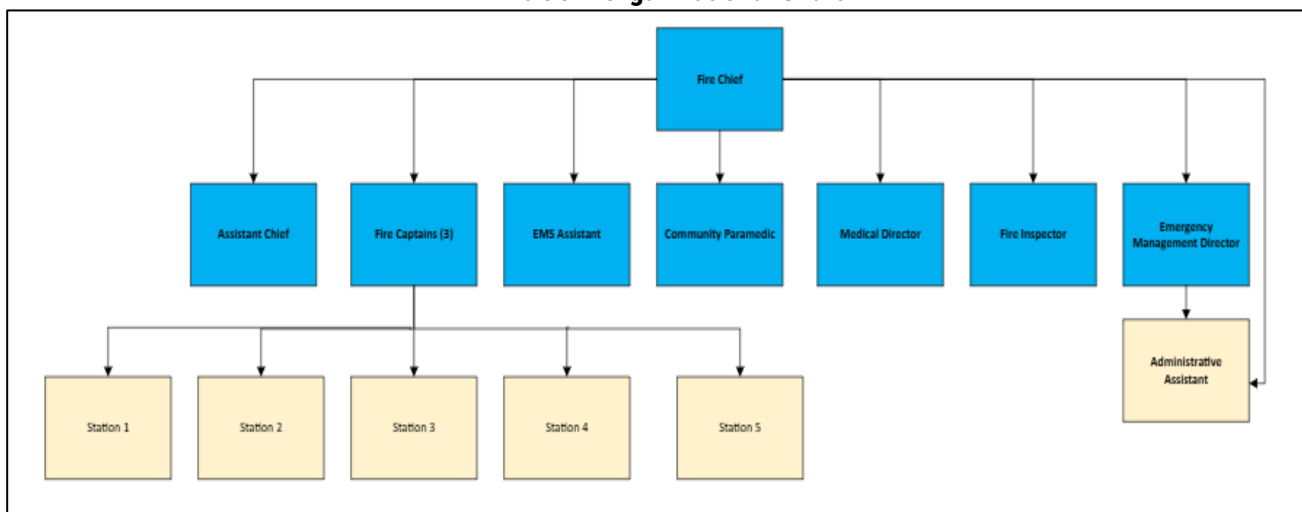 Fire Chief
Assistant Chief
Fire Captains (3)
EMS Assistant
Community Paramedic
Medical Director
Fire Inspector
Emergency
Management Director
Administrative
Assistant
Station 1
Station 2
Station 3
Station 4
Station 5